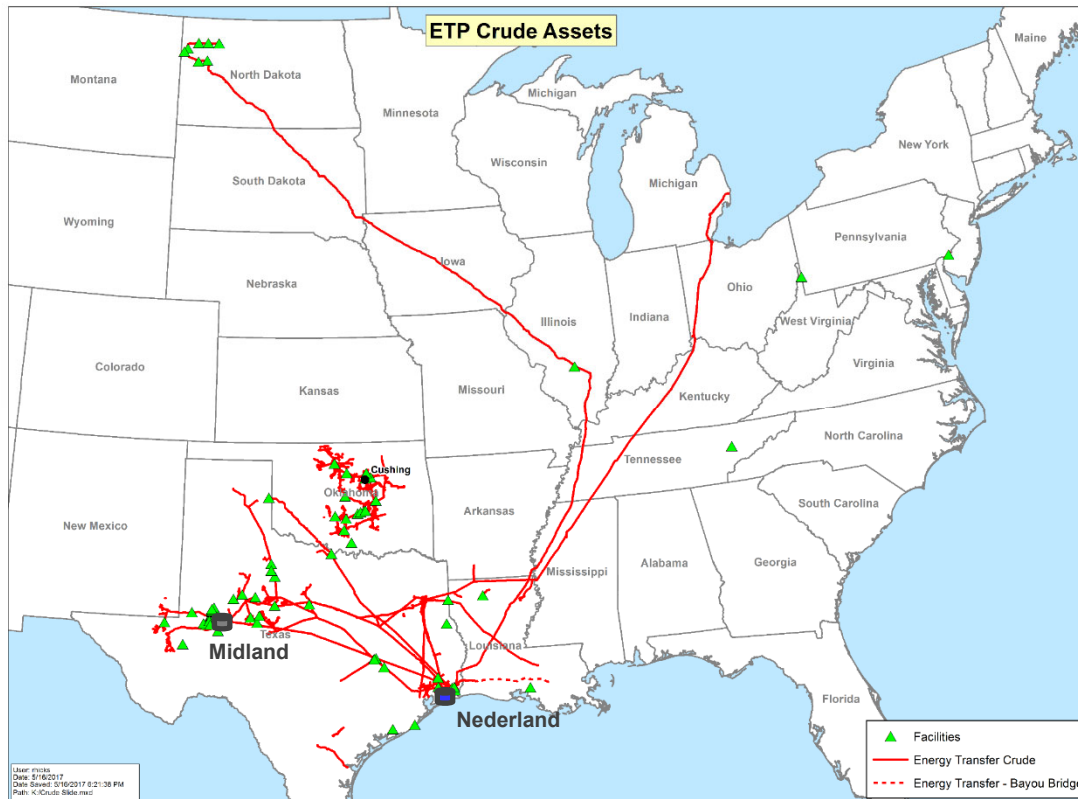 ETP Crude Assets
Maine
Montana
North Dakota
Minnesota
Michigan
New York
Wisconsin
South Dakota
Michigan
Wyoming
Pennsylvania
Iowa
Nebraska
Ohio
Illinois
Indiana
West Virginia
Virginia
Colorado
Kansas
Missouri
Kentucky
North Carolina
Tennessee
Cushing
Oklahoma
Arkansas
South Carolina
New Mexico
Mississippi
Alabama
Georgia
Texas
Louisiana
Midland
Florida
Nederland
Facilities
Energy Transfer Crude
Energy Transfer - Bayou Bridge
User: micks
Date: 5/16/2017
Date Saved: 5/16/2017 6:21:38 PM
Path: K:/Crude Slide.mxd